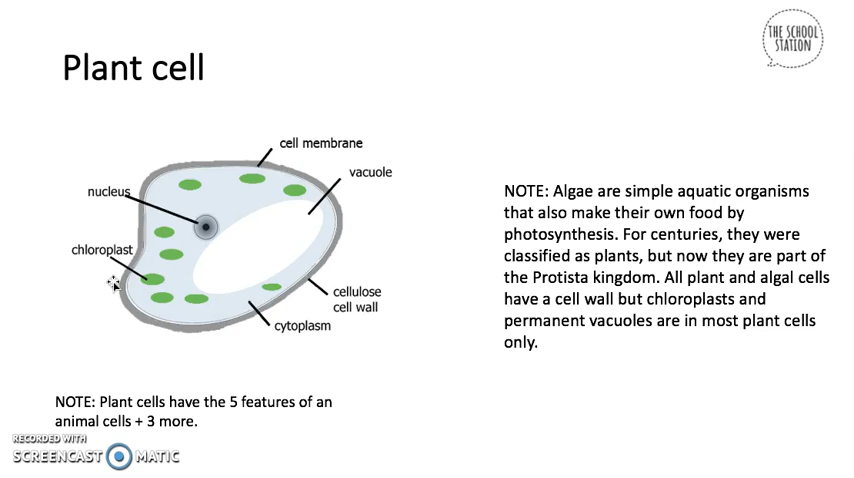 THE SCHOOL
STATION
Plant cell
cell membrane
vacuole
nucleus
chloroplast
cellulose
cell wall
cytoplasm
NOTE: Algae are simple aquatic organisms
that also make their own food by
photosynthesis. For centuries, they were
classified as plants, but now they are part of
the Protista kingdom. All plant and algal cells
have a cell wall but chloroplasts and
permanent vacuoles are in most plant cells
only.
NOTE: Plant cells have the 5 features of an
animal cells + 3 more.
RECORDED WITH
SCREENCAST MATIC